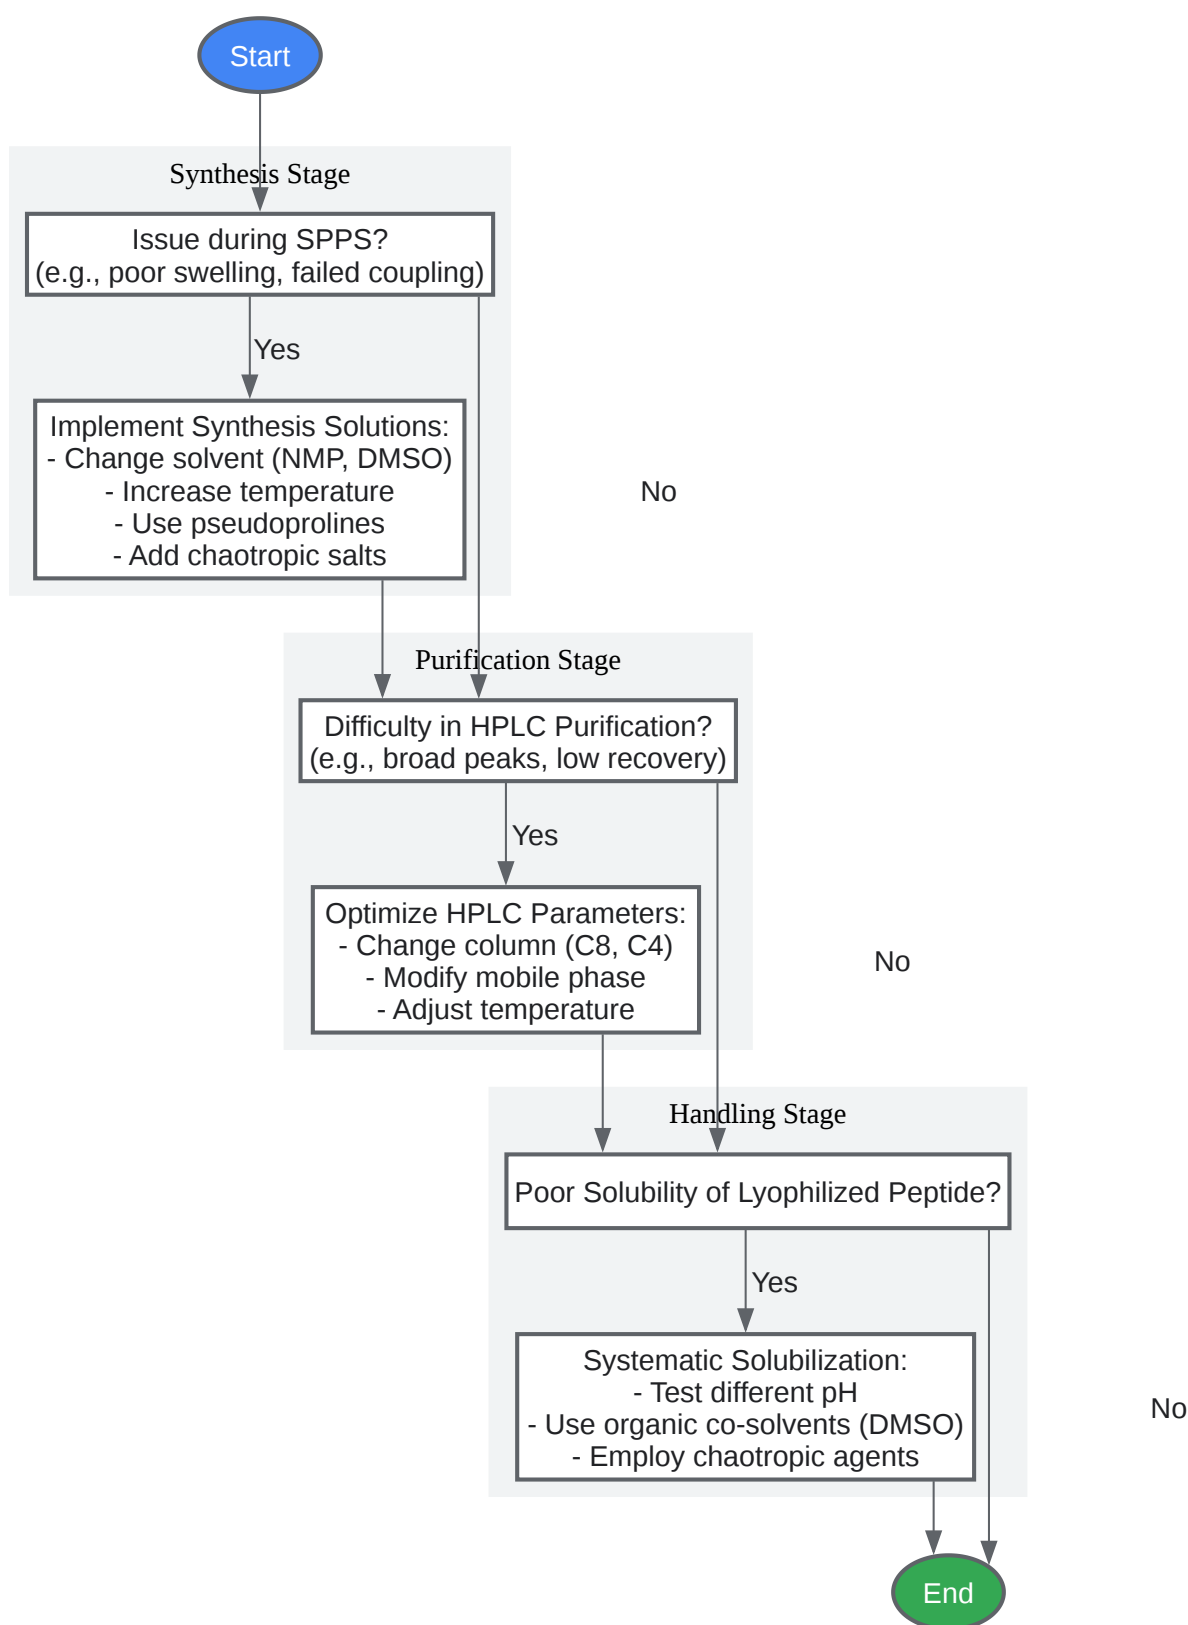 Start
Synthesis Stage
Issue during SPPS?
(e.g., poor swelling, failed coupling)
Yes
Implement Synthesis Solutions:
- Change solvent (NMP, DMSO)
- Increase temperature
- Use pseudoprolines
- Add chaotropic salts
No
Purification Stage
Difficulty in HPLC Purification?
(e.g., broad peaks, low recovery)
Yes
Optimize HPLC Parameters:
- Change column (C8, C4)
- Modify mobile phase
- Adjust temperature
No
Handling Stage
Poor Solubility of Lyophilized Peptide?
Yes
Systematic Solubilization:
- Test different pH
- Use organic co-solvents (DMSO)
- Employ chaotropic agents
No
End